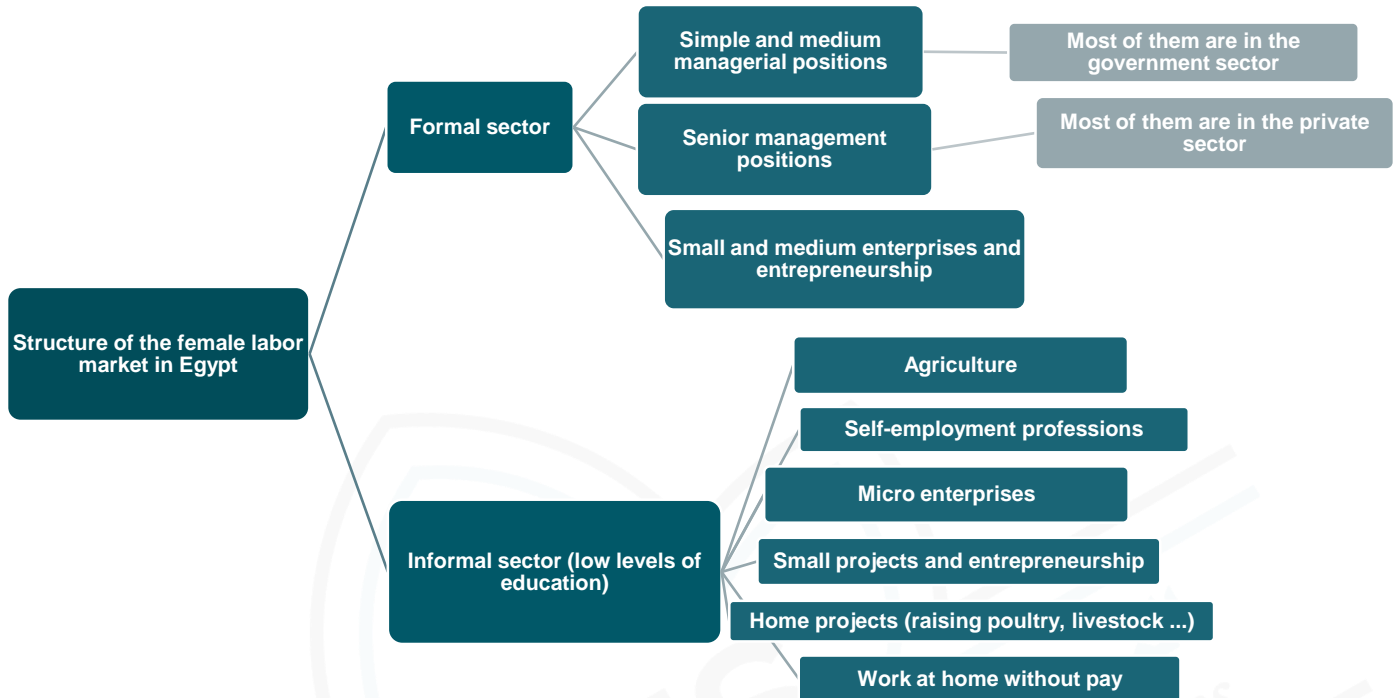 Simple and medium
managerial positions
Most of them are in the
government sector
Formal sector
Senior management
positions
Most of them are in the private
sector
Small and medium enterprises and
entrepreneurship
Structure of the female labor
market in Egypt
Agriculture
Self-employment professions
Micro enterprises
Informal sector (low levels of
education)
Small projects and entrepreneurship
Home projects (raising poultry, livestock ...)
Work at home without pay